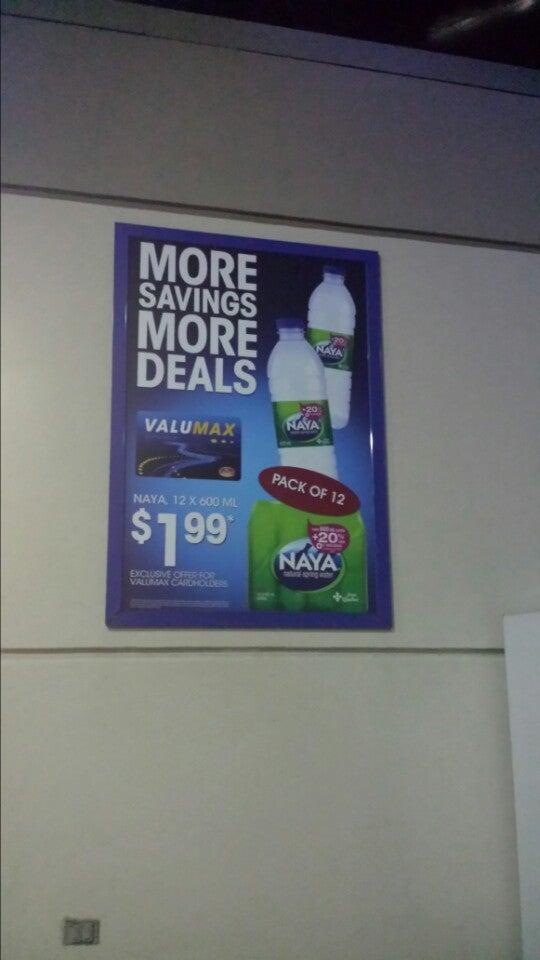 MORE
SAVINGS
MORE
DEALS
VALUMAX
NAYA, 12 X 600 ML
$1 99*
EXCLUSIVE OFFER FOR
VALUMAX CARDHOLDERS
NAYA
+20
NAYA
PACK OF 12
+20%
NAYA
natural spring water